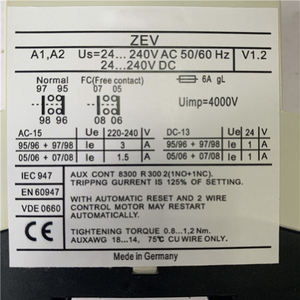 ZEV
A1,A2 Us=24...240V AC 50/60 Hz V1.2
24...240V DC
Normal FC(Free contact) 6A gL
97 95 07 05
98 96 08 06
Uimp=4000V
AC-15 Ue 220-240 V DC-13 Ue 24 V
95/96 + 97/98 Ie 3 A 95/96 + 97/98 Ie 1 A
05/06 + 07/08 Ie 1.5 A 05/06 + 07/08 Ie 1 A
IEC 947 AUX CONT 8300 R 300 2(1NO+1NC).
TRIPPNG GURRENT IS 125% OF SETTING.
EN 60947
WITH AUTOMATIC RESET AND 2 WIRE
VDE 0660 CONTROL MOTOR MAY RESTART
AUTOMATICALLY
TIGHTENING TORQUE 0.8...1,2 Nm.
AUXAWG 18...14, 75℃ CU WIRE ONLY.
Made in Germany